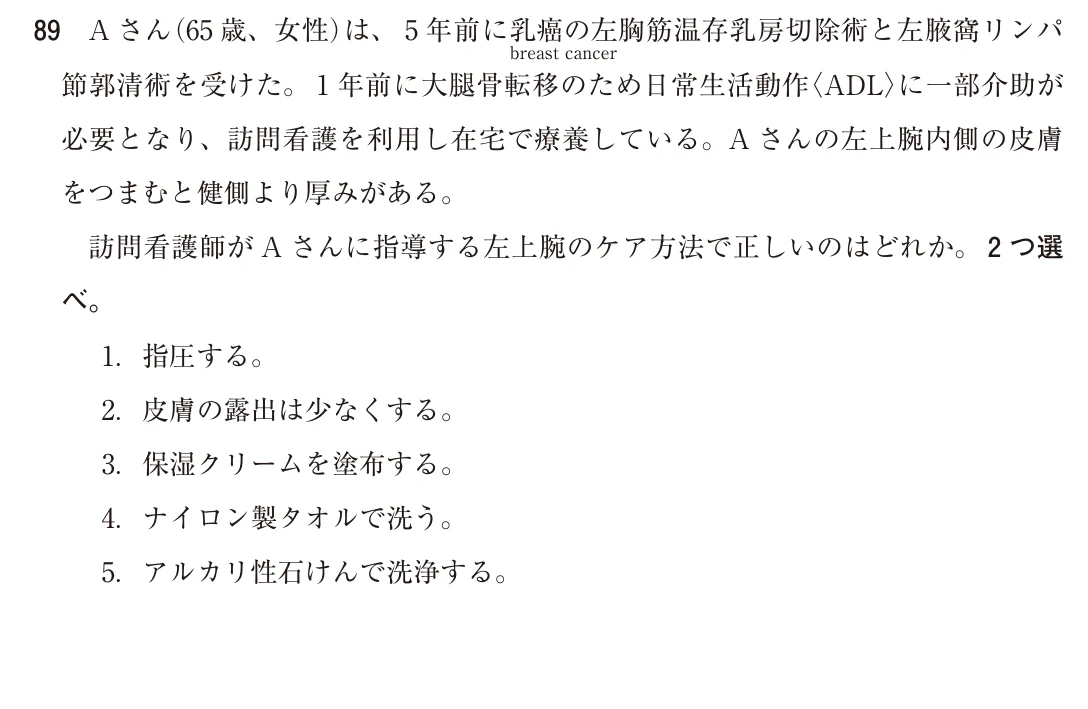 89 Aさん(65歳、女性)は、5年前に乳癌の左胸筋温存乳房切除術と左腋窩リンパ
breast cancer
節郭清術を受けた。1年前に大腿骨転移のため日常生活動作〈ADL〉に一部介助が
必要となり、訪問看護を利用し在宅で療養している。Aさんの左上腕内側の皮膚
をつまむと健側より厚みがある。
訪問看護師がAさんに指導する左上腕のケア方法で正しいのはどれか。2つ選
べ。
1. 指圧する。
2. 皮膚の露出は少なくする。
3. 保湿クリームを塗布する。
4. ナイロン製タオルで洗う。
5. アルカリ性石けんで洗浄する。